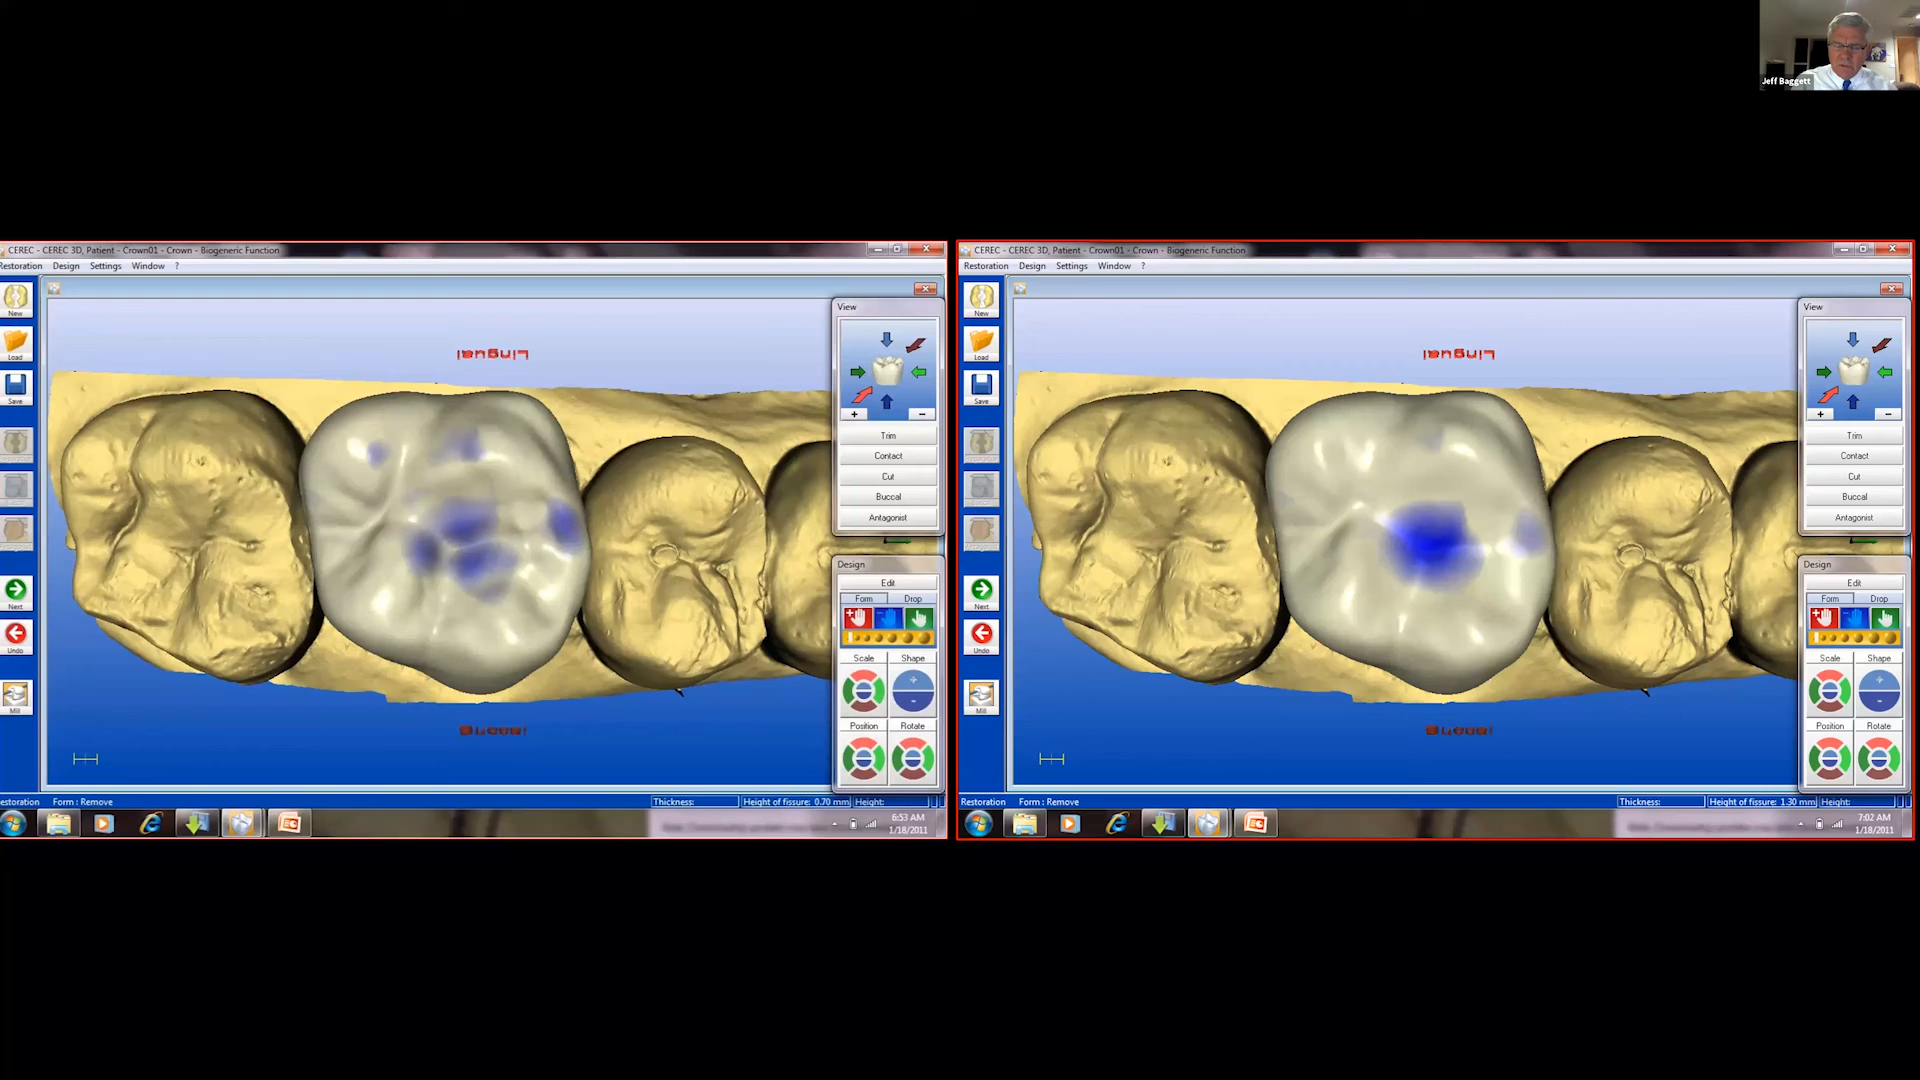 Jeff Baggett
CEREC - CEREC 3D, Patient - Crown01 - Crown - Biogeneric Function
Restoration Design Settings Window ?
New
Load
Save
Next
Undo
Mill
Lingual
Buccal
View
+ -
Trim
Contact
Cut
Buccal
Antagonist
Design
Edit
Form Drop
Scale Shape
Position Rotate
estoration Form : Remove Thickness: Height of fissure: 0.70 mm Height:
6:53 AM
1/18/2011
CEREC - CEREC 3D, Patient - Crown01 - Crown - Biogeneric Function
Restoration Design Settings Window ?
New
Load
Save
Next
Undo
Mill
Lingual
Buccal
View
+ -
Trim
Contact
Cut
Buccal
Antagonist
Design
Edit
Form Drop
Scale Shape
Position Rotate
Restoration Form : Remove Thickness: Height of fissure: 1.30 mm Height:
7:02 AM
1/18/2011